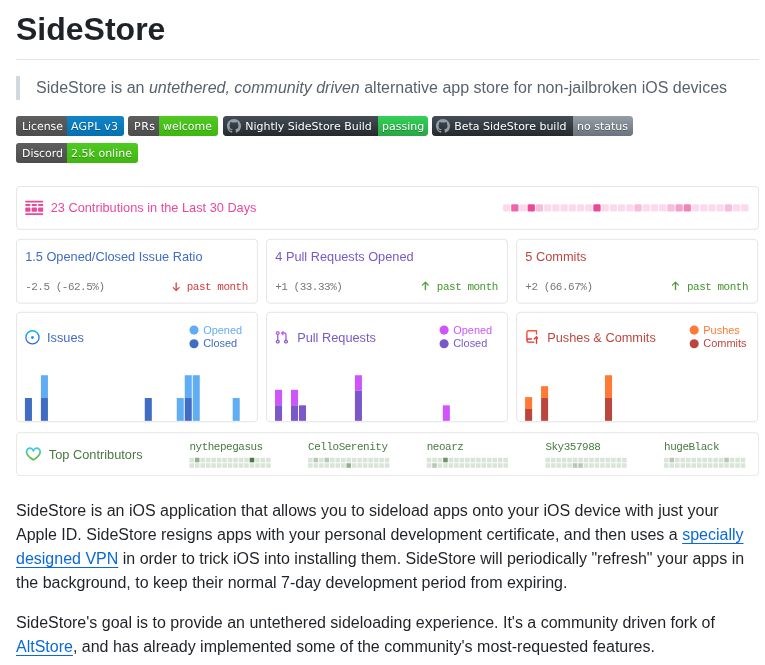 SideStore
SideStore is an untethered, community driven alternative app store for non-jailbroken iOS devices
License AGPL v3 PRs welcome Nightly SideStore Build passing Beta SideStore build no status
Discord 2.5k online
23 Contributions in the Last 30 Days
1.5 Opened/Closed Issue Ratio
-2.5 (-62.5%) ↓ past month
4 Pull Requests Opened
+1 (33.33%) ↑ past month
5 Commits
+2 (66.67%) ↑ past month
Issues
Opened
Closed
Pull Requests
Opened
Closed
Pushes & Commits
Pushes
Commits
Top Contributors
nythepegasus
CelloSerenity
neoarz
Sky357988
hugeBlack
SideStore is an iOS application that allows you to sideload apps onto your iOS device with just your
Apple ID. SideStore resigns apps with your personal development certificate, and then uses a specially
designed VPN in order to trick iOS into installing them. SideStore will periodically "refresh" your apps in
the background, to keep their normal 7-day development period from expiring.
SideStore's goal is to provide an untethered sideloading experience. It's a community driven fork of
AltStore, and has already implemented some of the community's most-requested features.